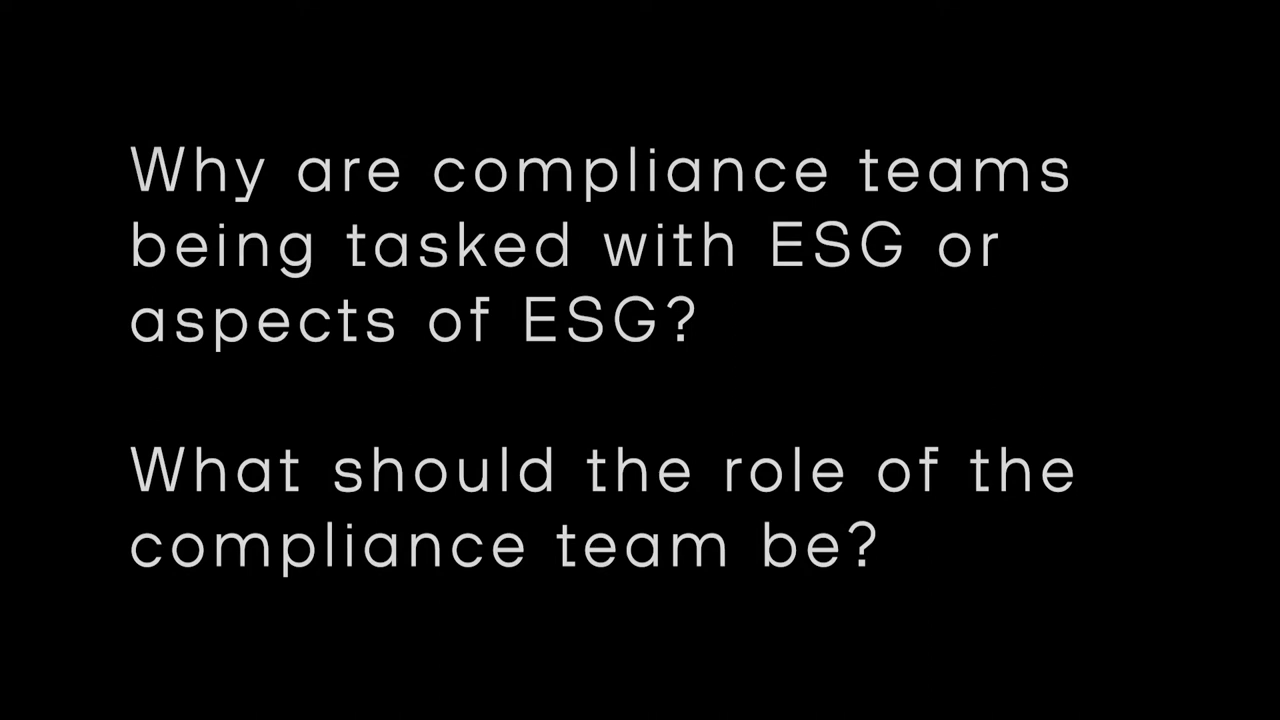 Why are compliance teams
being tasked with ESG or
aspects of ESG?
What should the role of the
compliance team be?